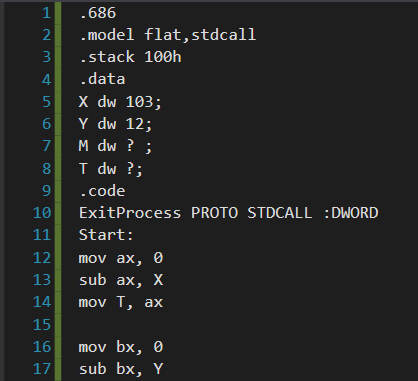 1 .686
2 .model flat,stdcall
3 .stack 100h
4 .data
5 X dw 103;
6 Y dw 12;
7 M dw ? ;
8 T dw ?;
9 .code
10 ExitProcess PROTO STDCALL :DWORD
11 Start:
12 mov ax, 0
13 sub ax, X
14 mov T, ax
15
16 mov bx, 0
17 sub bx, Y